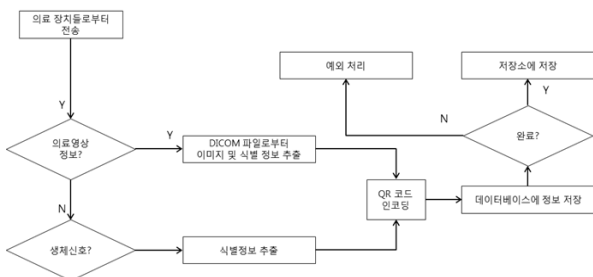 의료 장치들로부터
전송
Y
의료영상
정보?
Y
DICOM 파일로부터
이미지 및 식별 정보 추출
N
생체신호?
식별정보 추출
QR 코드
인코딩
데이터베이스에 정보 저장
완료?
N
예외 처리
Y
저장소에 저장